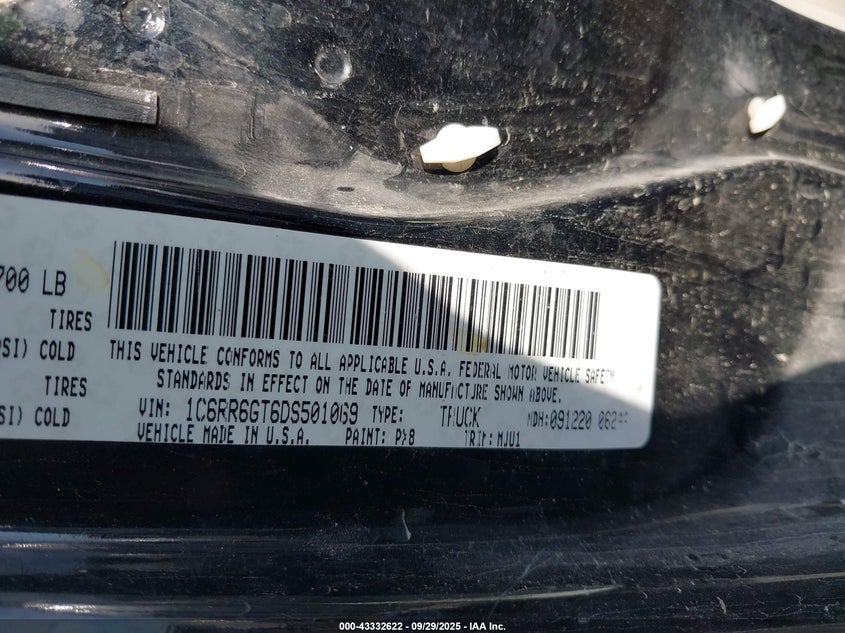 700 LB
TIRES
PSI) COLD
TIRES
PSI) COLD
THIS VEHICLE CONFORMS TO ALL APPLICABLE U.S.A. FEDERAL MOTOR VEHICLE SAFETY
STANDARDS IN EFFECT ON THE DATE OF MANUFACTURE SHOWN ABOVE.
VIN: 1C6RR6GT6DS501069 TYPE: TRUCK MDH:091220
VEHICLE MADE IN U.S.A. PAINT: PX8 TRIM: MJU1
000-43332622 - 09/29/2025 - IAA Inc.